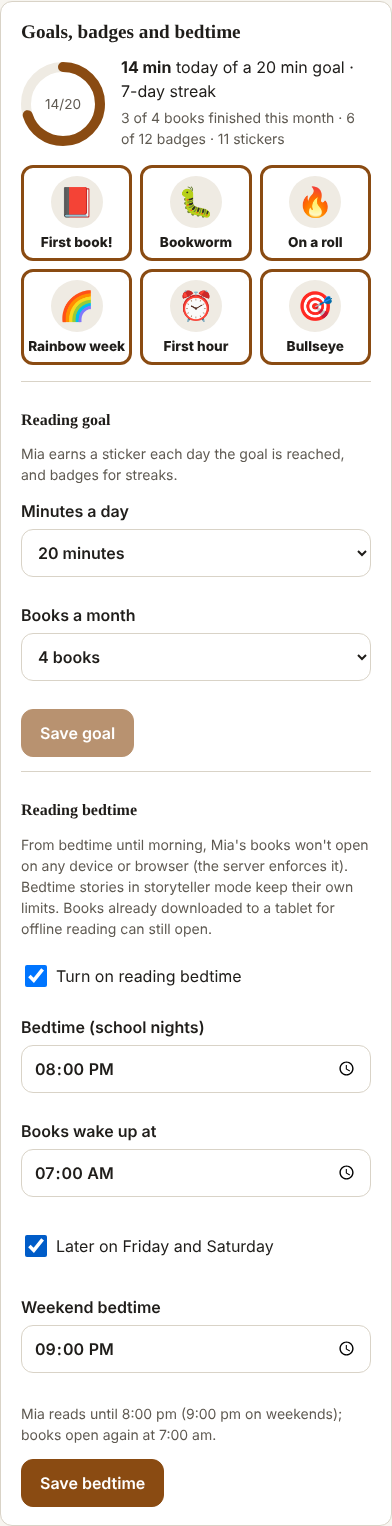 Goals, badges and bedtime
14/20
14 min today of a 20 min goal ·
7-day streak
3 of 4 books finished this month · 6
of 12 badges · 11 stickers
First book!
Bookworm
On a roll
Rainbow week
First hour
Bullseye
Reading goal
Mia earns a sticker each day the goal is reached,
and badges for streaks.
Minutes a day
20 minutes
Books a month
4 books
Save goal
Reading bedtime
From bedtime until morning, Mia's books won't open
on any device or browser (the server enforces it).
Bedtime stories in storyteller mode keep their own
limits. Books already downloaded to a tablet for
offline reading can still open.
Turn on reading bedtime
Bedtime (school nights)
08:00 PM
Books wake up at
07:00 AM
Later on Friday and Saturday
Weekend bedtime
09:00 PM
Mia reads until 8:00 pm (9:00 pm on weekends);
books open again at 7:00 am.
Save bedtime